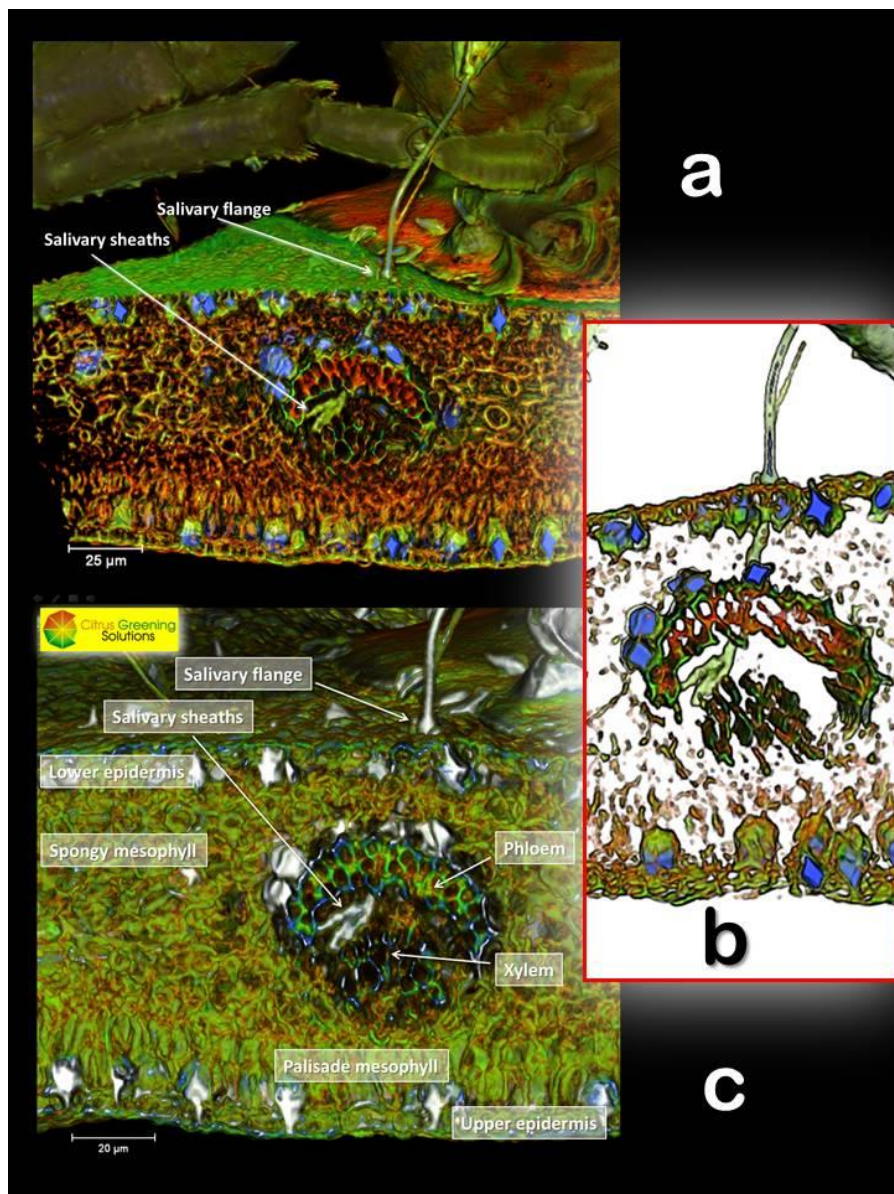 a
Salivary flange
Salivary sheaths
25 µm
b
Citrus Greening
Solutions
Salivary flange
Salivary sheaths
Lower epidermis
Spongy mesophyll
Phloem
Xylem
Palisade mesophyll
Upper epidermis
20 µm
c